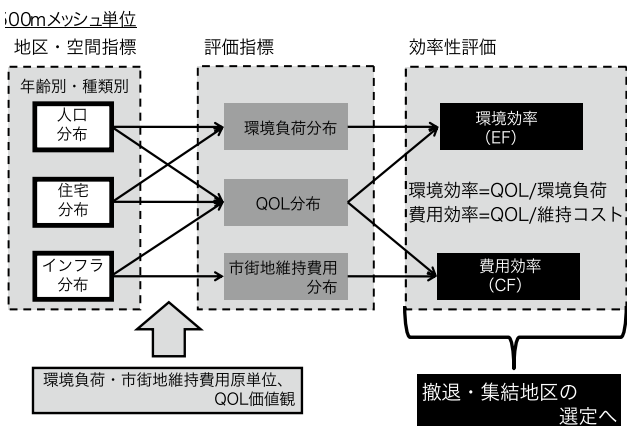 500mメッシュ単位
地区・空間指標
評価指標
効率性評価
年齢別・種類別
人口
分布
住宅
分布
インフラ
分布
環境負荷分布
QOL分布
市街地維持費用
分布
環境効率
(EF)
環境効率=QOL/環境負荷
費用効率=QOL/維持コスト
費用効率
(CF)
環境負荷・市街地維持費用原単位、
QOL価値観
撤退・集結地区の
選定へ